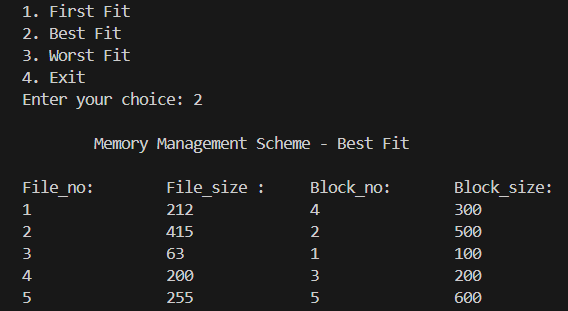 1. First Fit
2. Best Fit
3. Worst Fit
4. Exit
Enter your choice: 2
Memory Management Scheme - Best Fit
File_no: File_size : Block_no: Block_size:
1 212 4 300
2 415 2 500
3 63 1 100
4 200 3 200
5 255 5 600